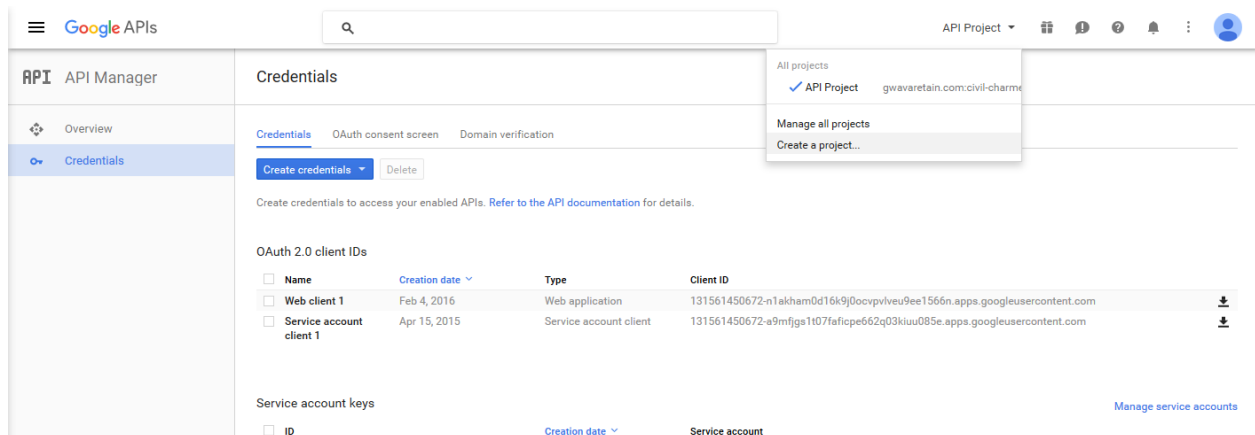 Google APIs
API Project
API API Manager
Credentials
All projects
API Project gwavaretain.com:civil-charme
Manage all projects
Create a project...
Overview
Credentials
Credentials OAuth consent screen Domain verification
Create credentials Delete
Create credentials to access your enabled APIs. Refer to the API documentation for details.
OAuth 2.0 client IDs
Name Creation date Type Client ID
Web client 1 Feb 4, 2016 Web application 131561450672-n1akham0d16k9j0ocvpvlveu9ee1566n.apps.googleusercontent.com
Service account Apr 15, 2015 Service account client 131561450672-a9mfjgs1t07faficpe662q03kiuu085e.apps.googleusercontent.com
client 1
Service account keys
Manage service accounts
ID Creation date Service account